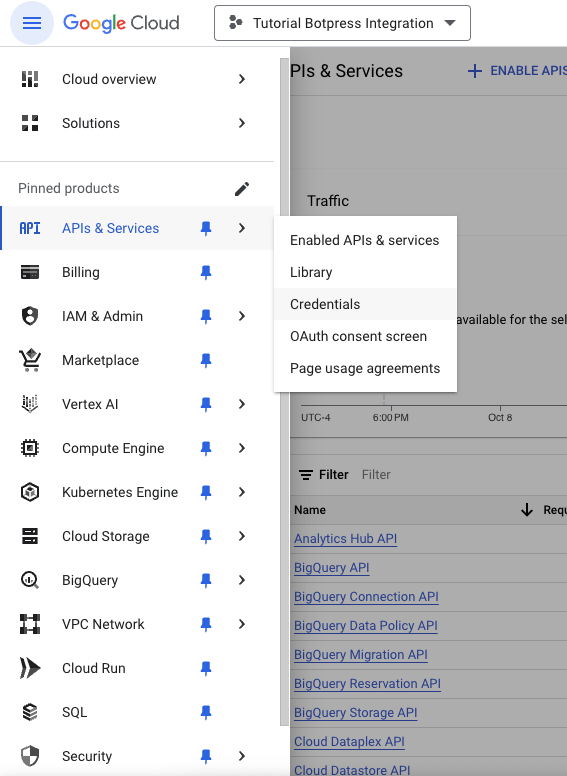 Google Cloud
Tutorial Botpress Integration
Cloud overview
Solutions
Pinned products
API APIs & Services
Billing
IAM & Admin
Marketplace
Vertex AI
Compute Engine
Kubernetes Engine
Cloud Storage
BigQuery
VPC Network
Cloud Run
SQL
Security
Enabled APIs & services
Library
Credentials
OAuth consent screen
Page usage agreements
PIs & Services
ENABLE APIS
Traffic
available for the sel
UTC-4
6:00 PM
Oct 8
Filter Filter
Name
Requ
Analytics Hub API
BigQuery API
BigQuery Connection API
BigQuery Data Policy API
BigQuery Migration API
BigQuery Reservation API
BigQuery Storage API
Cloud Dataplex API
Cloud Datastore API